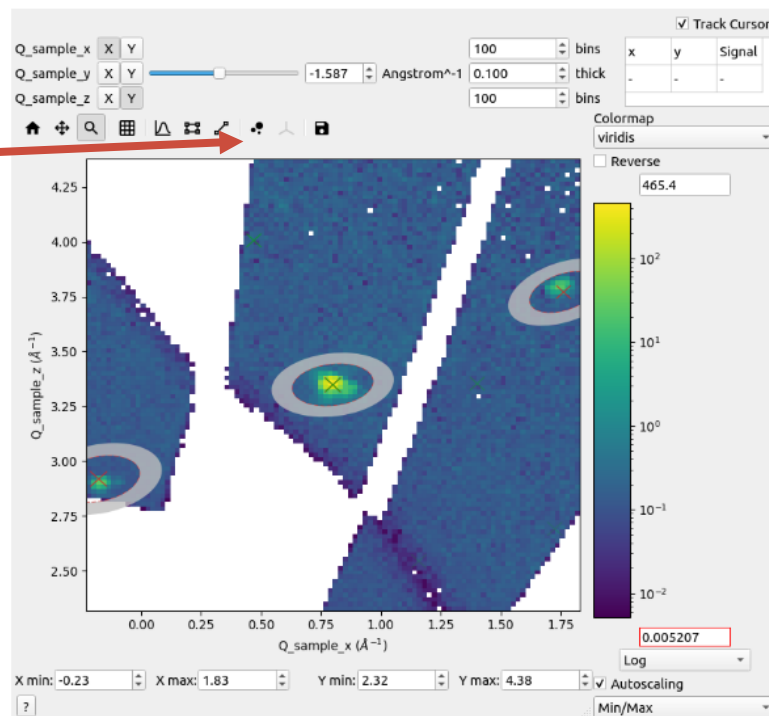 Track Cursor
Q_sample_x X Y 100 bins
Q_sample_y X Y -1.587 Angstrom^-1 0.100 thick
Q_sample_z X Y 100 bins
x y Signal
- - -
Colormap
viridis
Reverse
465.4
4.25
4.00
3.75
3.50
3.25
3.00
2.75
2.50
Q_sample_z (Å⁻¹)
0.00 0.25 0.50 0.75 1.00 1.25 1.50 1.75
Q_sample_x (Å⁻¹)
10²
10¹
10⁰
10⁻¹
10⁻²
0.005207
Log
X min: -0.23 X max: 1.83 Y min: 2.32 Y max: 4.38 Autoscaling
? Min/Max